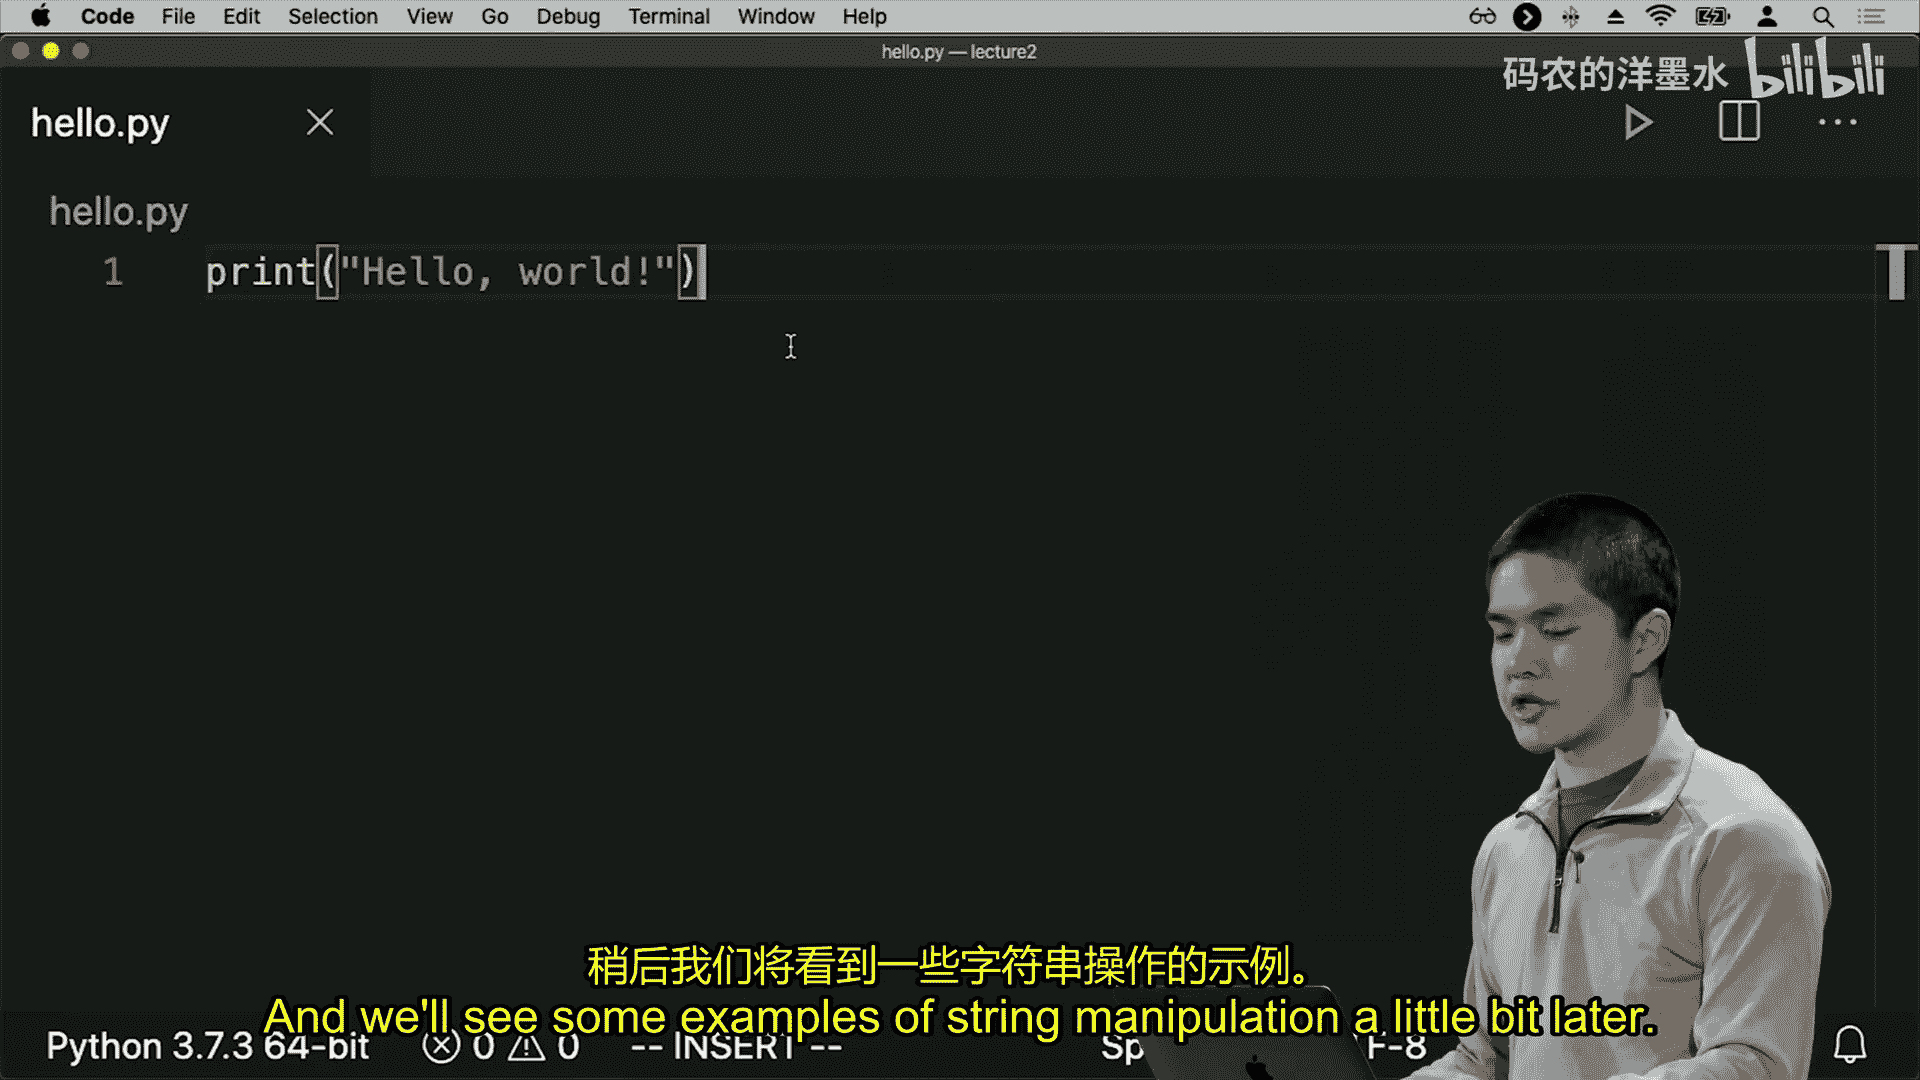 Code File Edit Selection View Go Debug Terminal Window Help
hello.py — lecture2
码农的洋墨水 bilibili
hello.py
hello.py
1 print("Hello, world!")
稍后我们将看到一些字符串操作的示例。
And we'll see some examples of string manipulation a little bit later.
Python 3.7.3 64-bit 0 0 -- INSERT --